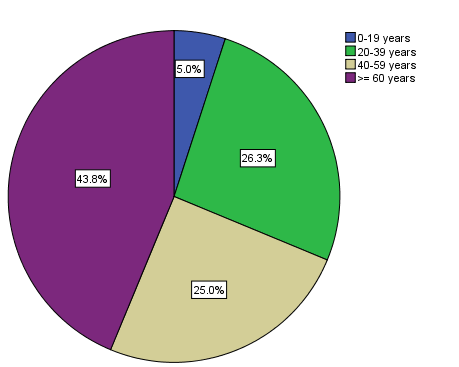 0-19 years
20-39 years
40-59 years
>= 60 years
5.0%
26.3%
43.8%
25.0%